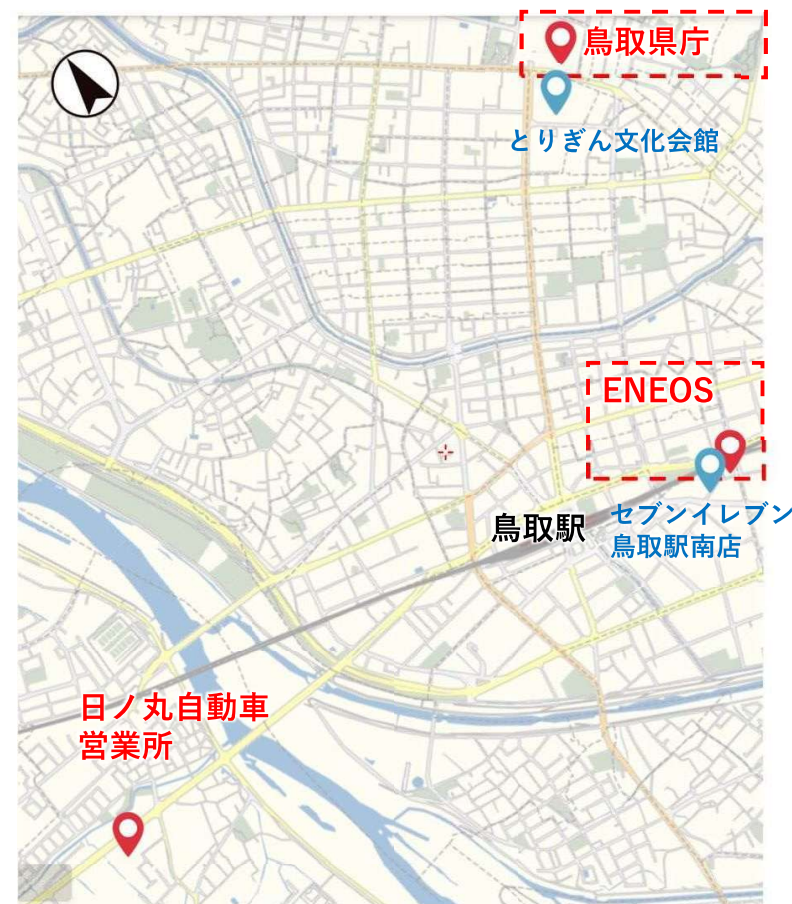 鳥取県庁
とりぎん文化会館
ENEOS
鳥取駅
セブンイレブン
鳥取駅南店
日ノ丸自動車
営業所